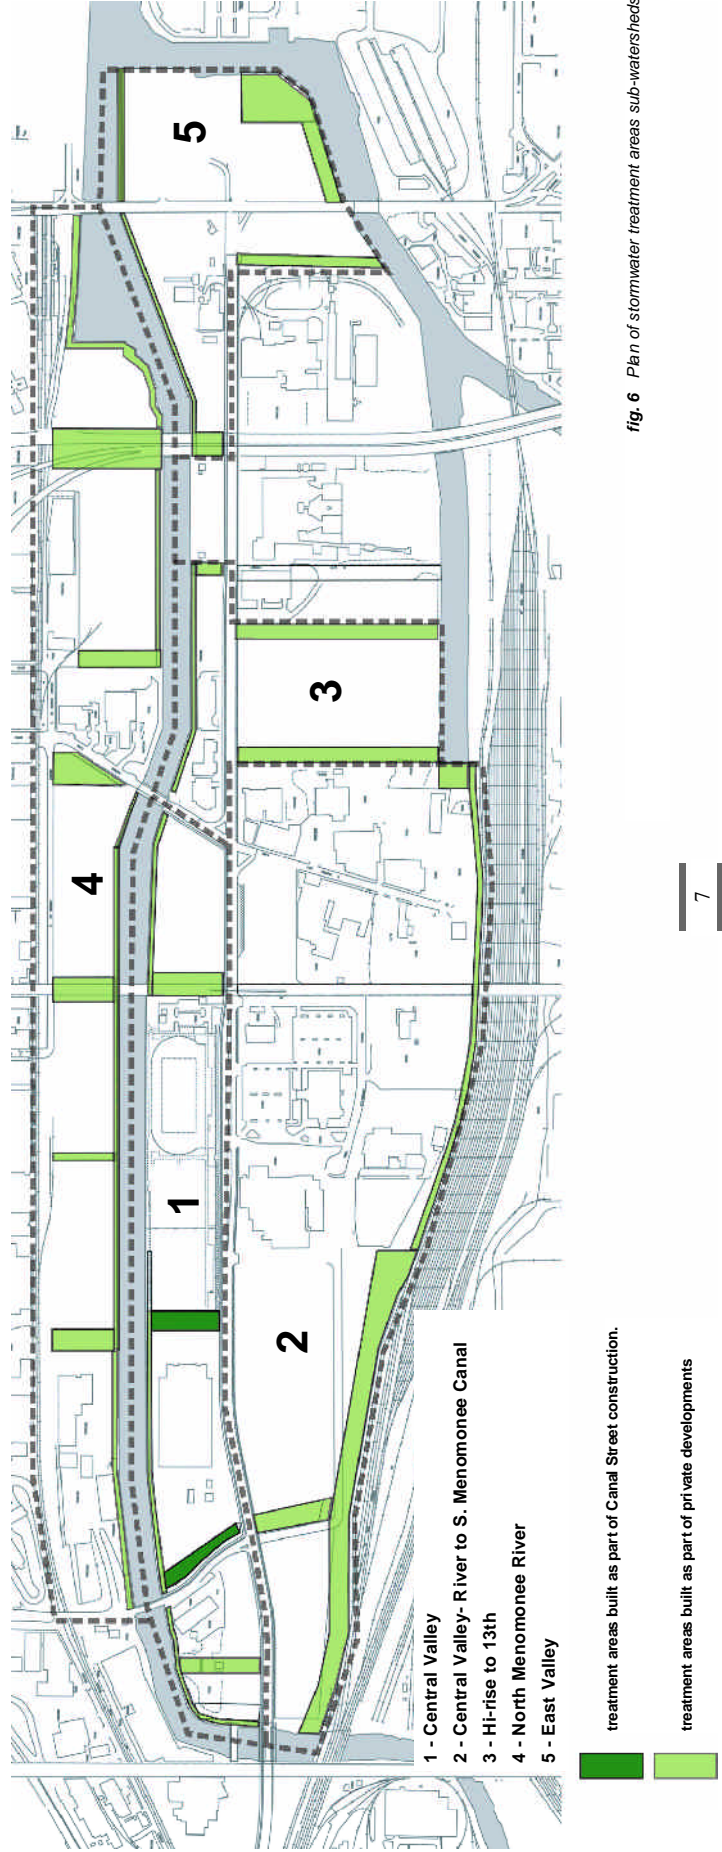 5
3
4
1
2
1 - Central Valley
2 - Central Valley- River to S. Menomonee Canal
3 - Hi-rise to 13th
4 - North Menomonee River
5 - East Valley
treatment areas built as part of Canal Street construction.
treatment areas built as part of private developments
fig. 6 Plan of stormwater treatment areas sub-watersheds
7